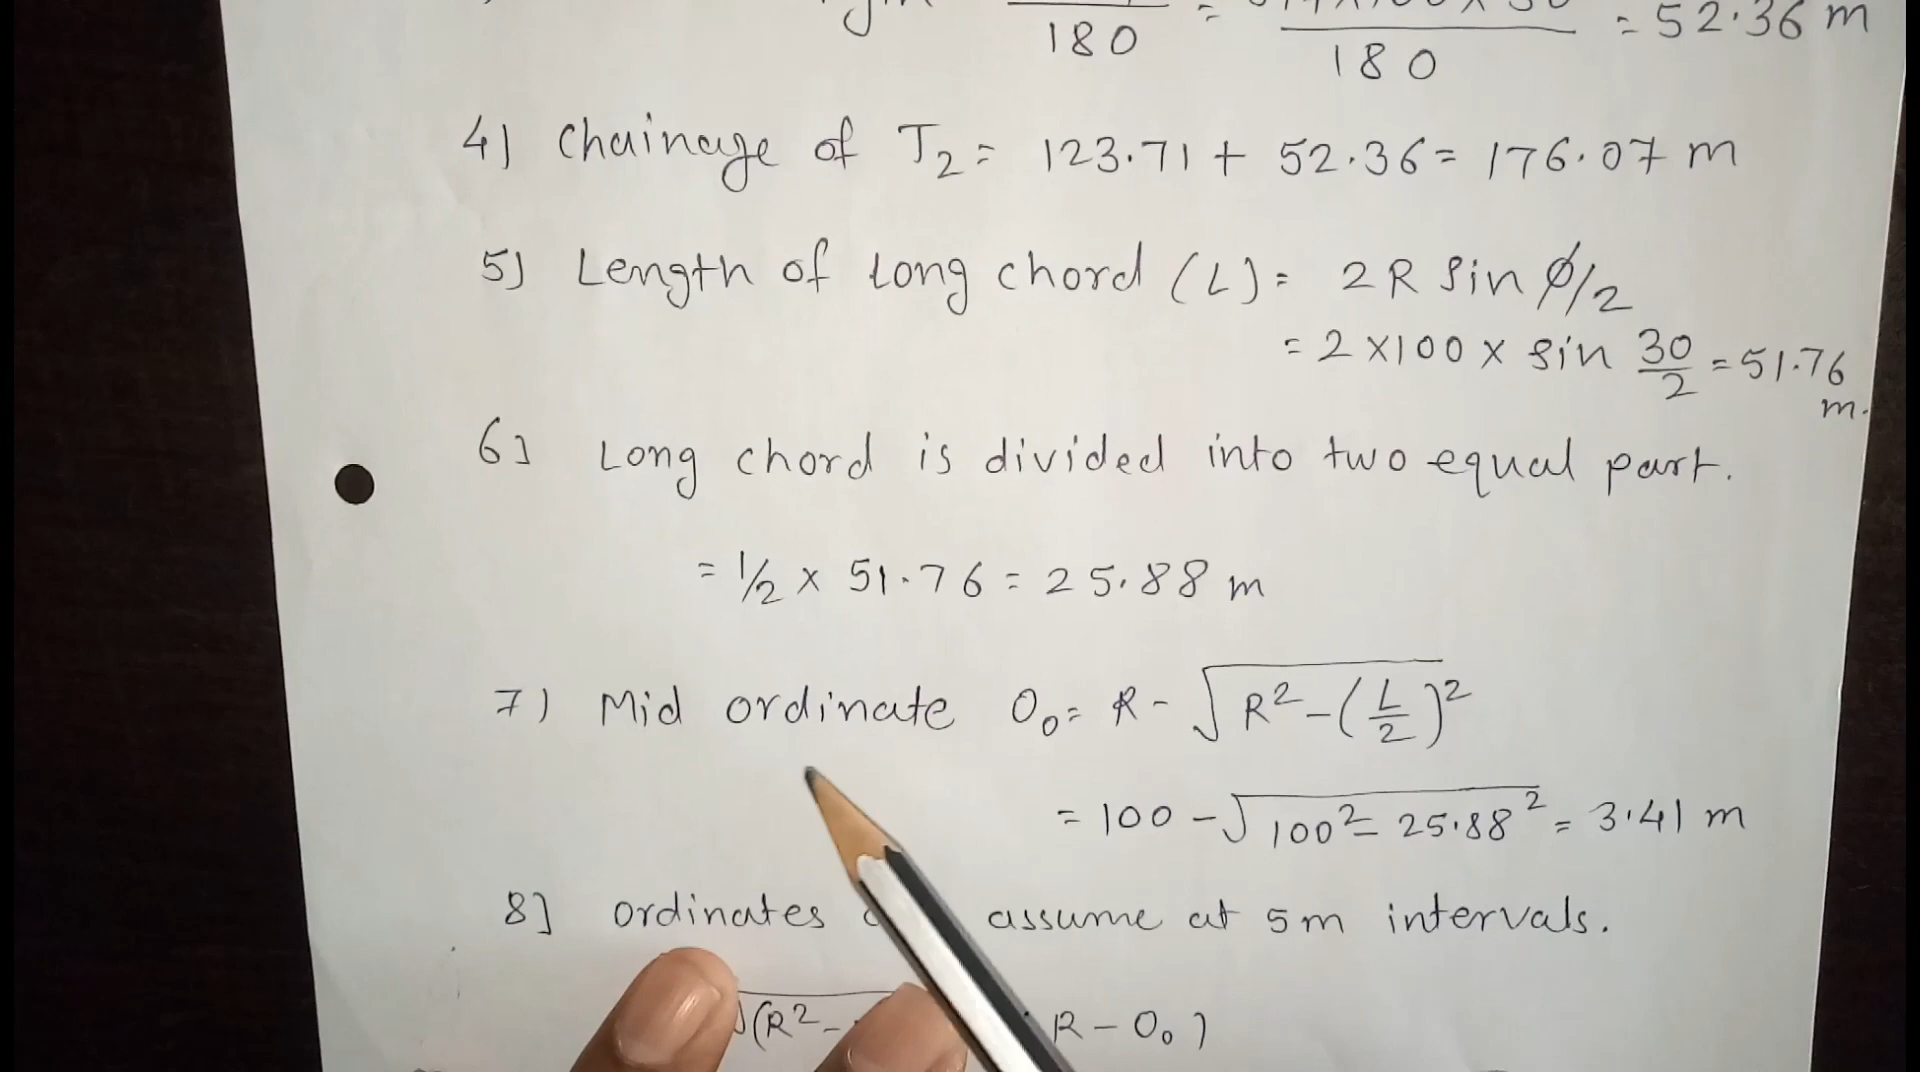 180 = 180 = 52.36 m
4) Chainage of T2 = 123.71 + 52.36 = 176.07 m
5) Length of Long chord (L) = 2R Sin ϕ/2
= 2 × 100 × sin 30/2 = 51.76 m.
6] Long chord is divided into two equal part.
= 1/2 × 51.76 = 25.88 m
7) Mid ordinate O₀ = R - √R² - (L/2)²
= 100 - √100² - 25.88² = 3.41 m
8] ordinates assume at 5m intervals.
√(R² - R - O₀)